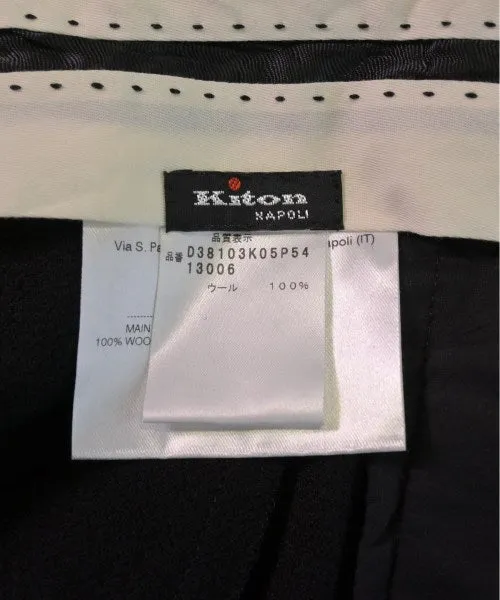 Kiton
NAPOLI
品質表示
Via S. Pa
apoli (IT)
品番 D38103K05P54
13006
ウール 100%
MAIN
100% WOO